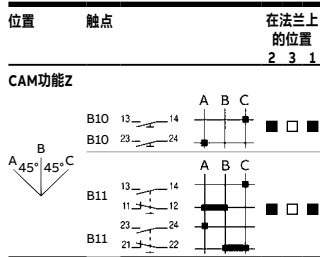 位置 触点 在法兰上的位置
2 3 1
CAM功能Z
A B C
B10 13 14
B10 23 24
B
A 45° 45° C
A B C
13 14
B11 11 12
23 24
B11 21 22